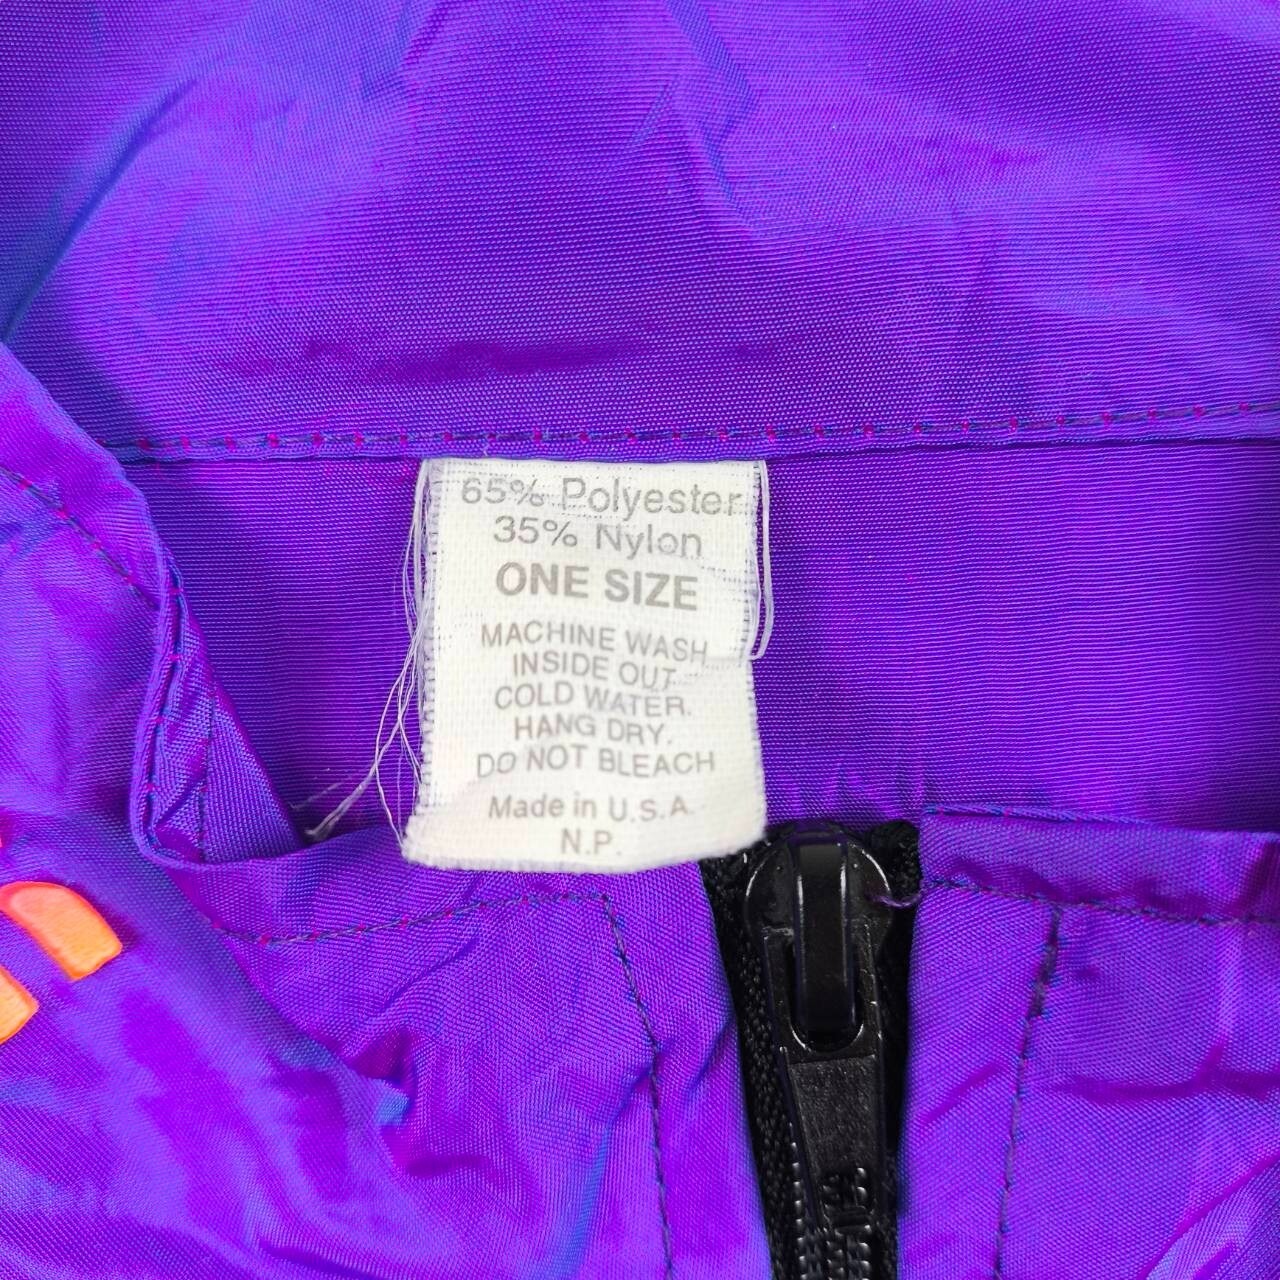 65% Polyester
35% Nylon
ONE SIZE
MACHINE WASH
INSIDE OUT
COLD WATER.
HANG DRY.
DO NOT BLEACH
Made in U.S.A.
N.P.